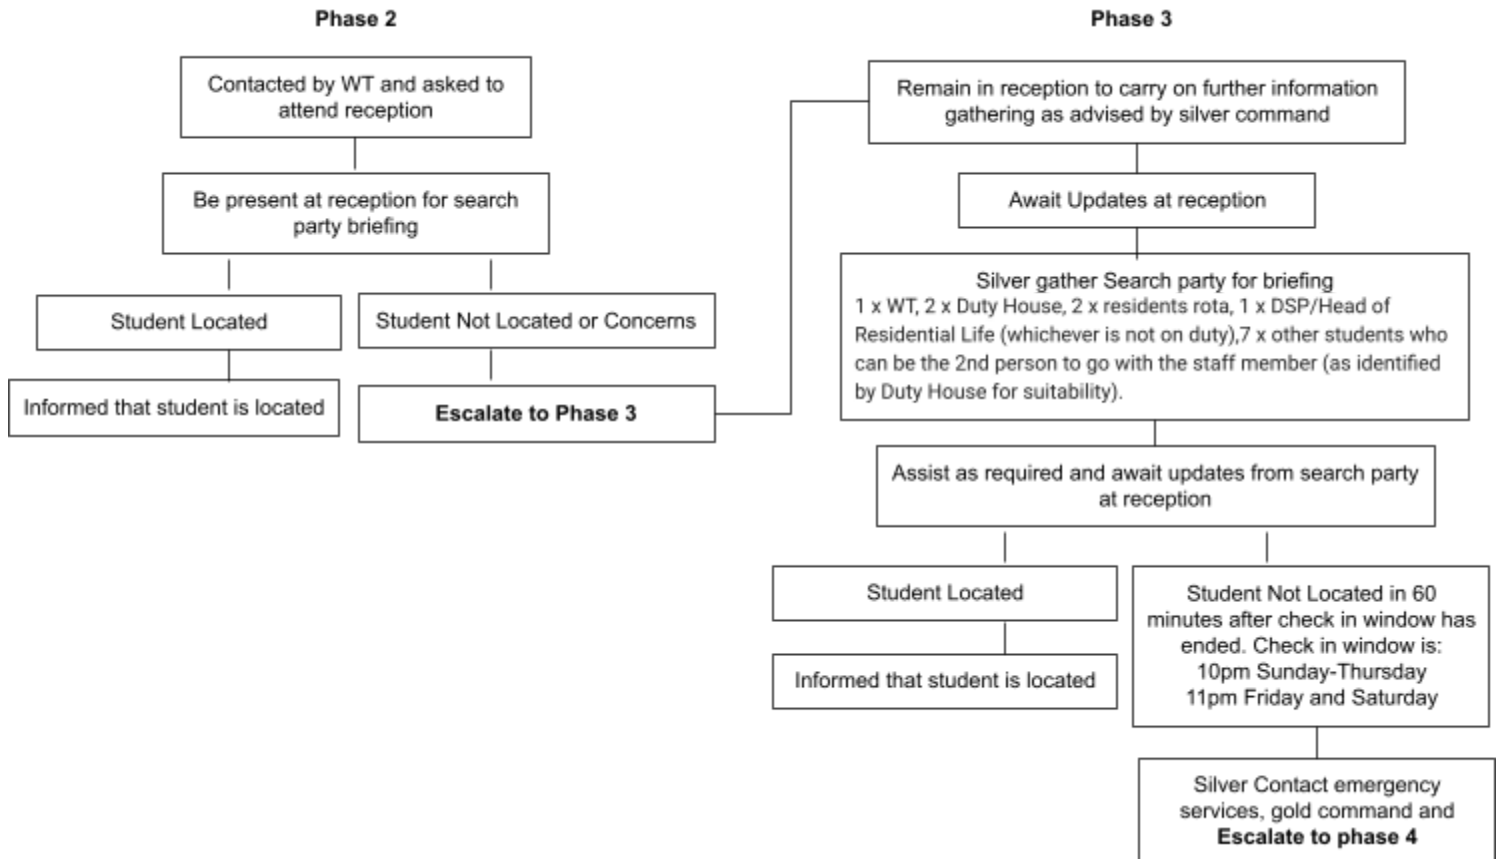 Phase 2
Contacted by WT and asked to
attend reception
Be present at reception for search
party briefing
Student Located
Informed that student is located
Student Not Located or Concerns
Escalate to Phase 3
Phase 3
Remain in reception to carry on further information
gathering as advised by silver command
Await Updates at reception
Silver gather Search party for briefing
1 x WT, 2 x Duty House, 2 x residents rota, 1 x DSP/Head of
Residential Life (whichever is not on duty),7 x other students who
can be the 2nd person to go with the staff member (as identified
by Duty House for suitability).
Assist as required and await updates from search party
at reception
Student Located
Informed that student is located
Student Not Located in 60
minutes after check in window has
ended. Check in window is:
10pm Sunday-Thursday
11pm Friday and Saturday
Silver Contact emergency
services, gold command and
Escalate to phase 4